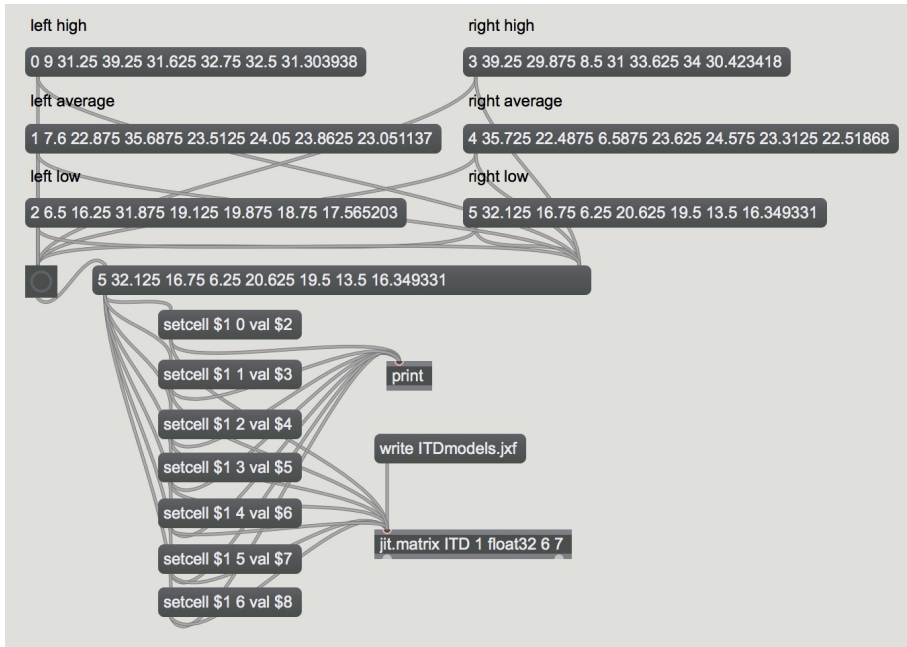 left high
right high
0 9 31.25 39.25 31.625 32.75 32.5 31.303938
3 39.25 29.875 8.5 31 33.625 34 30.423418
left average
right average
1 7.6 22.875 35.6875 23.5125 24.05 23.8625 23.051137
4 35.725 22.4875 6.5875 23.625 24.575 23.3125 22.51868
left low
right low
2 6.5 16.25 31.875 19.125 19.875 18.75 17.565203
5 32.125 16.75 6.25 20.625 19.5 13.5 16.349331
5 32.125 16.75 6.25 20.625 19.5 13.5 16.349331
setcell $1 0 val $2
setcell $1 1 val $3
print
setcell $1 2 val $4
write ITDmodels.jxf
setcell $1 3 val $5
setcell $1 4 val $6
jit.matrix ITD 1 float32 6 7
setcell $1 5 val $7
setcell $1 6 val $8